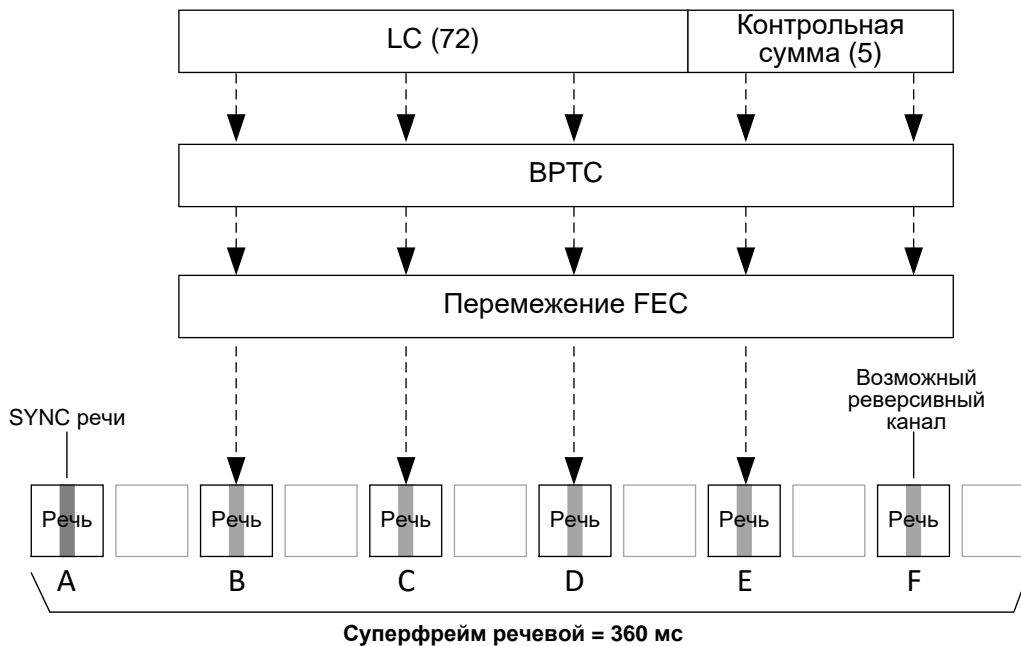 LC (72)
Контрольная
сумма (5)
BPTC
Перемежение FEC
SYNC речи
Возможный
реверсивный
канал
Речь Речь Речь Речь Речь Речь
A B C D E F
Суперфрейм речевой = 360 мс